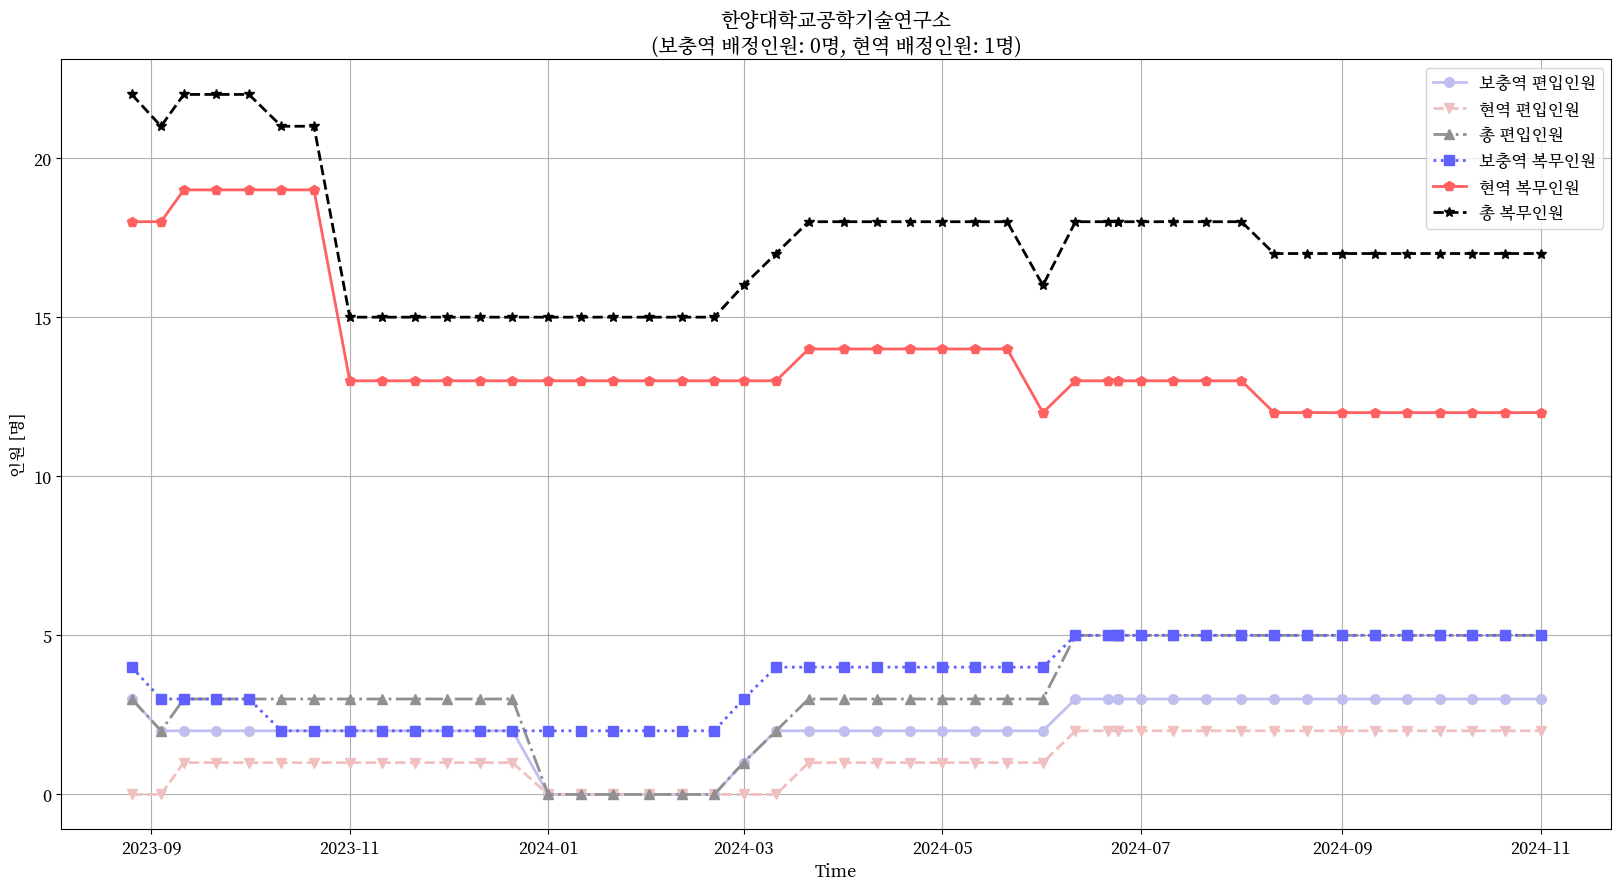 한양대학교공학기술연구소
(보충역 배정인원: 0명, 현역 배정인원: 1명)
보충역 편입인원
현역 편입인원
총 편입인원
보충역 복무인원
현역 복무인원
총 복무인원
인원 [명]
20
15
10
5
0
2023-09
2023-11
2024-01
2024-03
2024-05
2024-07
2024-09
2024-11
Time